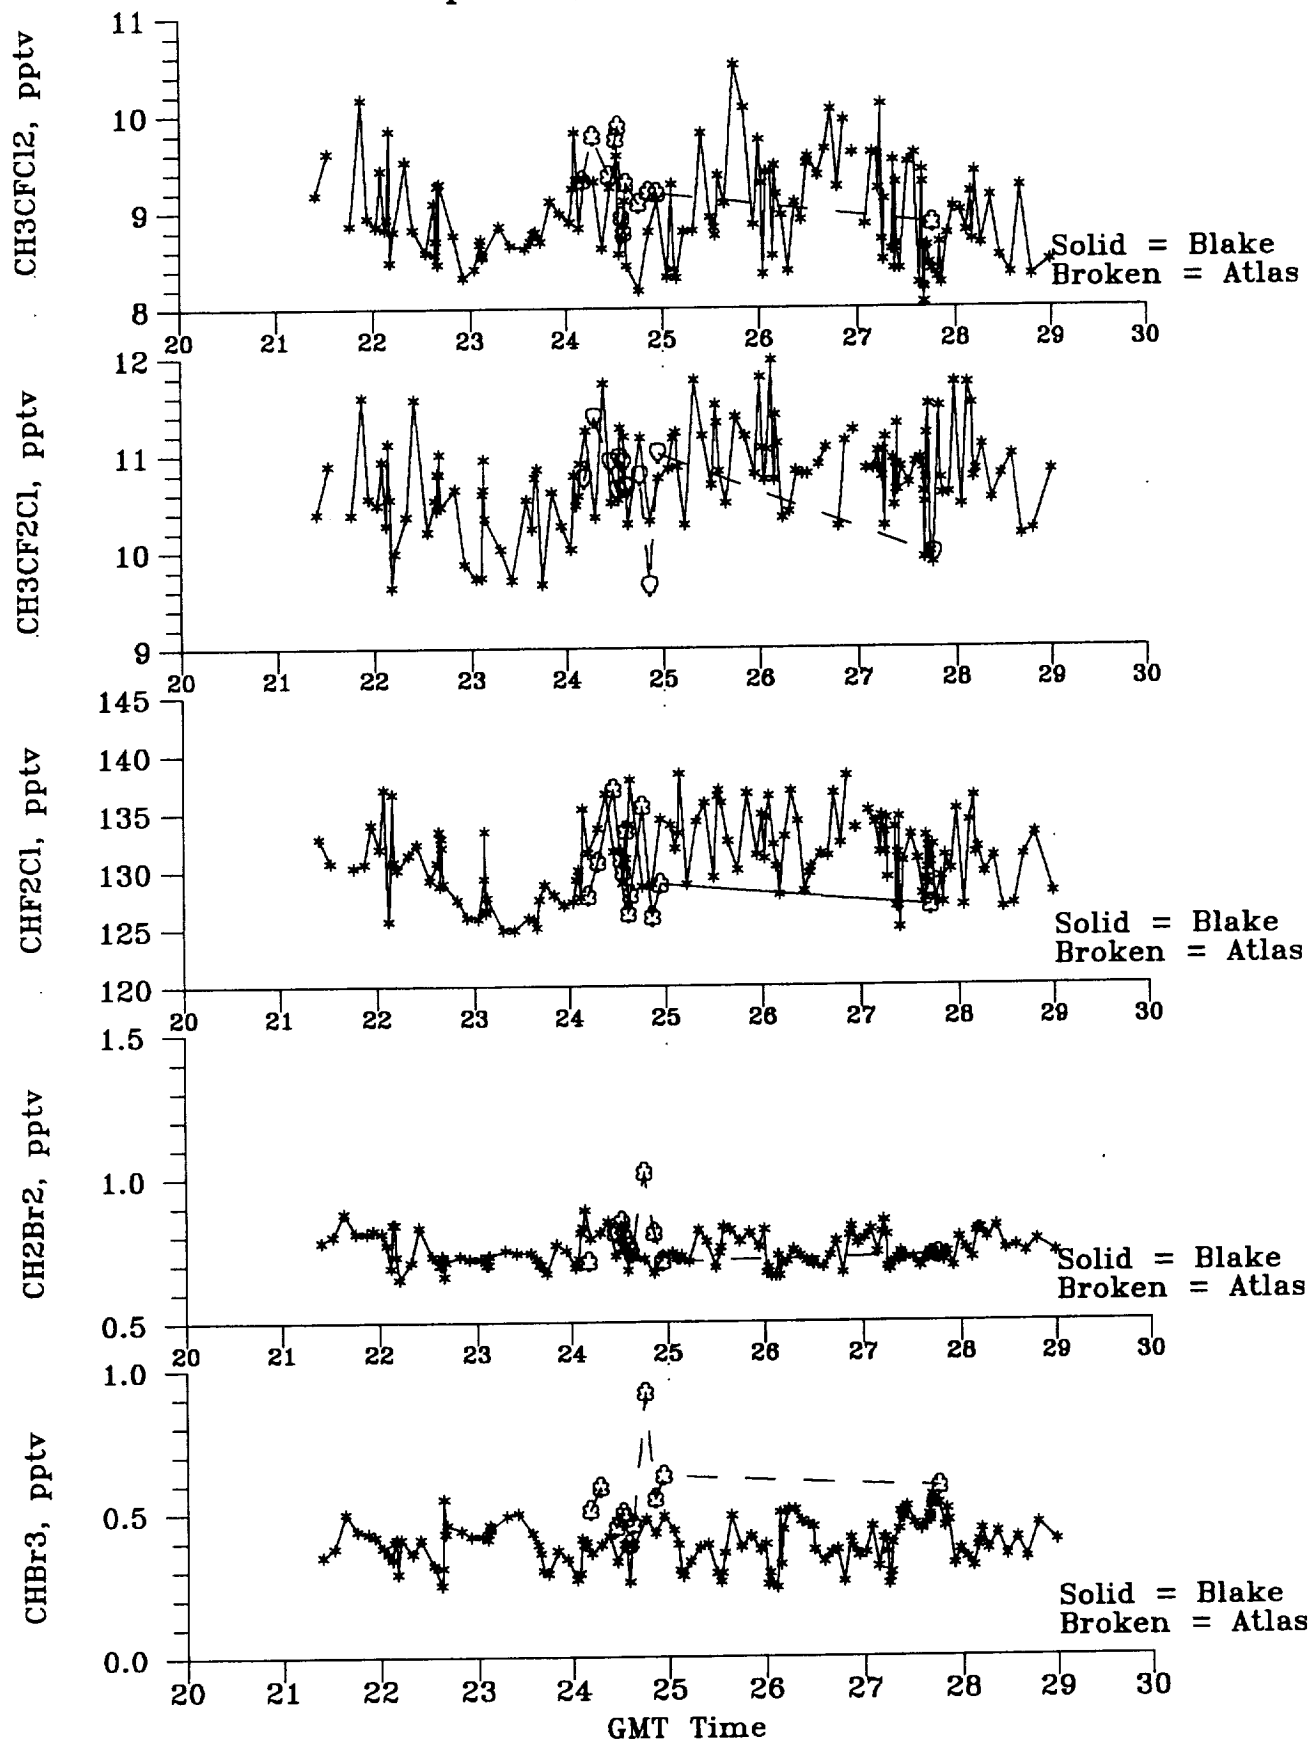 11
10
9
8
CH3CFCl2, pptv
Solid = Blake
Broken = Atlas
20 21 22 23 24 25 26 27 28 29 30
12
11
10
9
CH3CF2Cl, pptv
20 21 22 23 24 25 26 27 28 29 30
145
140
135
130
125
120
CHF2Cl, pptv
Solid = Blake
Broken = Atlas
20 21 22 23 24 25 26 27 28 29 30
1.5
1.0
0.5
CH2Br2, pptv
Solid = Blake
Broken = Atlas
20 21 22 23 24 25 26 27 28 29 30
1.0
0.5
0.0
CHBr3, pptv
Solid = Blake
Broken = Atlas
20 21 22 23 24 25 26 27 28 29 30
GMT Time